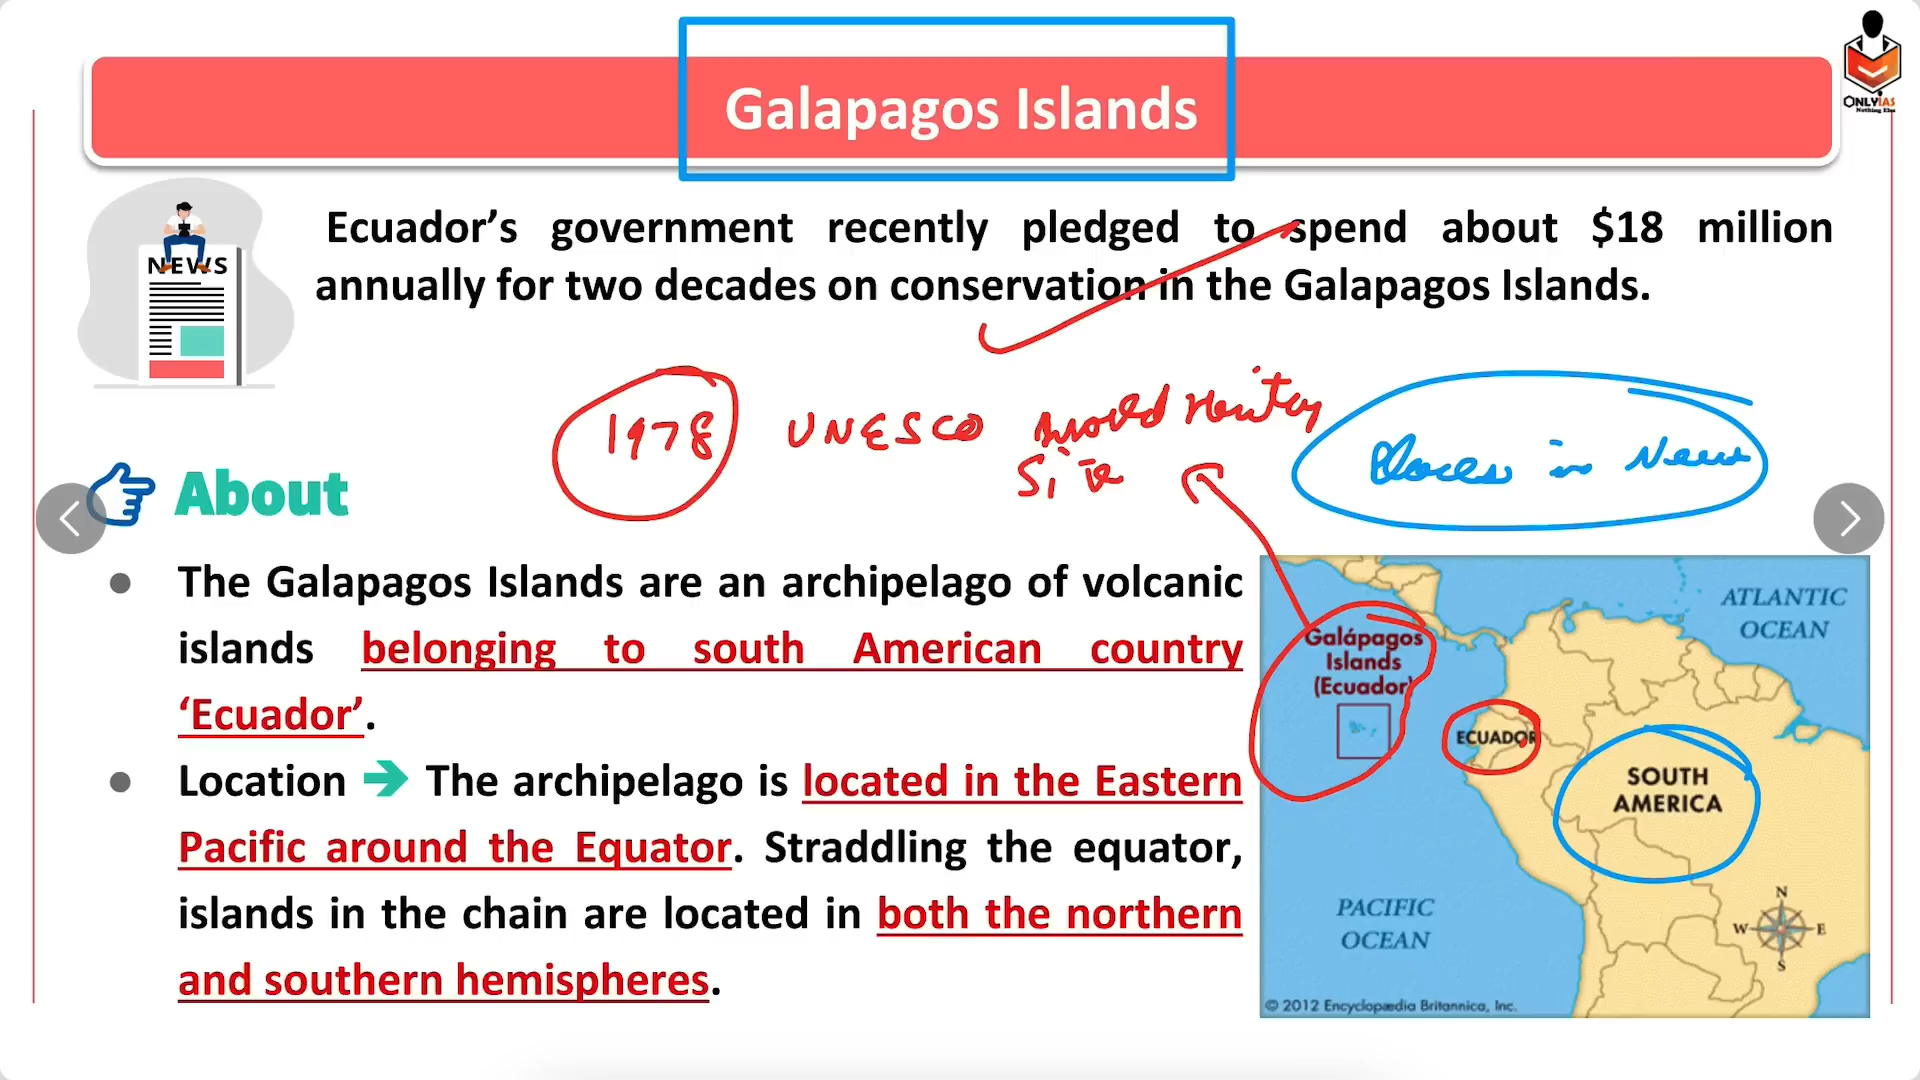 Galapagos Islands
ONLYIAS
Nothing Else
NEWS
Ecuador’s government recently pledged to spend about $18 million
annually for two decades on conservation in the Galapagos Islands.
1978 UNESCO World Heritage
Site
Places in News
About
The Galapagos Islands are an archipelago of volcanic
islands belonging to south American country
‘Ecuador’.
Location ➔ The archipelago is located in the Eastern
Pacific around the Equator. Straddling the equator,
islands in the chain are located in both the northern
and southern hemispheres.
ATLANTIC
OCEAN
Galápagos
Islands
(Ecuador)
ECUADOR
SOUTH
AMERICA
PACIFIC
OCEAN
N
W E
S
© 2012 Encyclopædia Britannica, Inc.